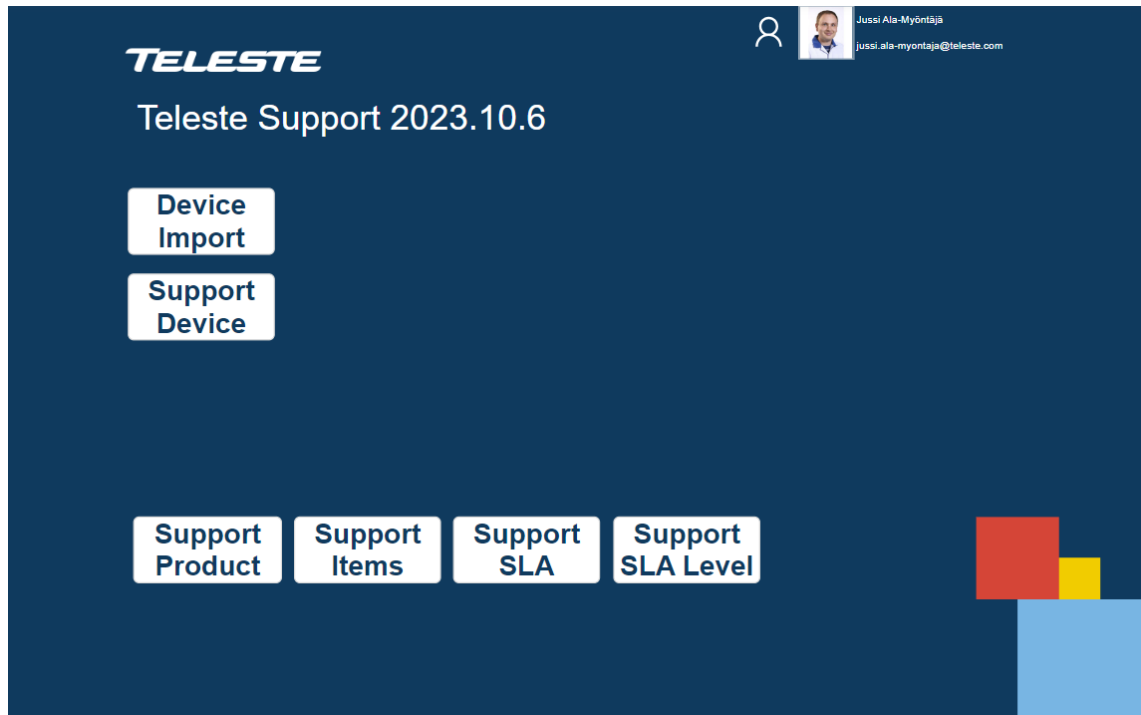 TELESTE
Jussi Ala-Myöntäjä
jussi.ala-myontaja@teleste.com
Teleste Support 2023.10.6
Device
Import
Support
Device
Support
Product
Support
Items
Support
SLA
Support
SLA Level